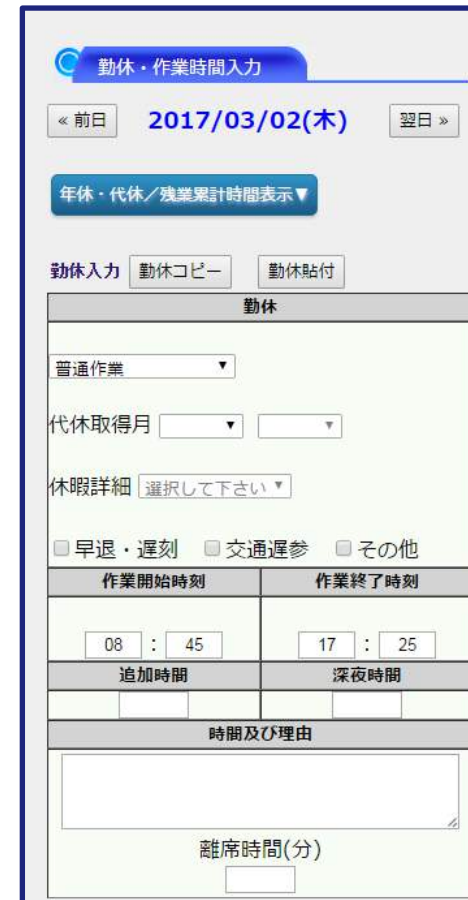 勤休・作業時間入力
« 前日 2017/03/02(木) 翌日 »
年休・代休／残業累計時間表示▼
勤休入力 勤休コピー 勤休貼付
勤休
普通作業 ▼
代休取得月 ▼ ▼
休暇詳細 選択して下さい ▼
早退・遅刻 交通遅参 その他
作業開始時刻 作業終了時刻
08 : 45 17 : 25
追加時間 深夜時間
時間及び理由
離席時間(分)